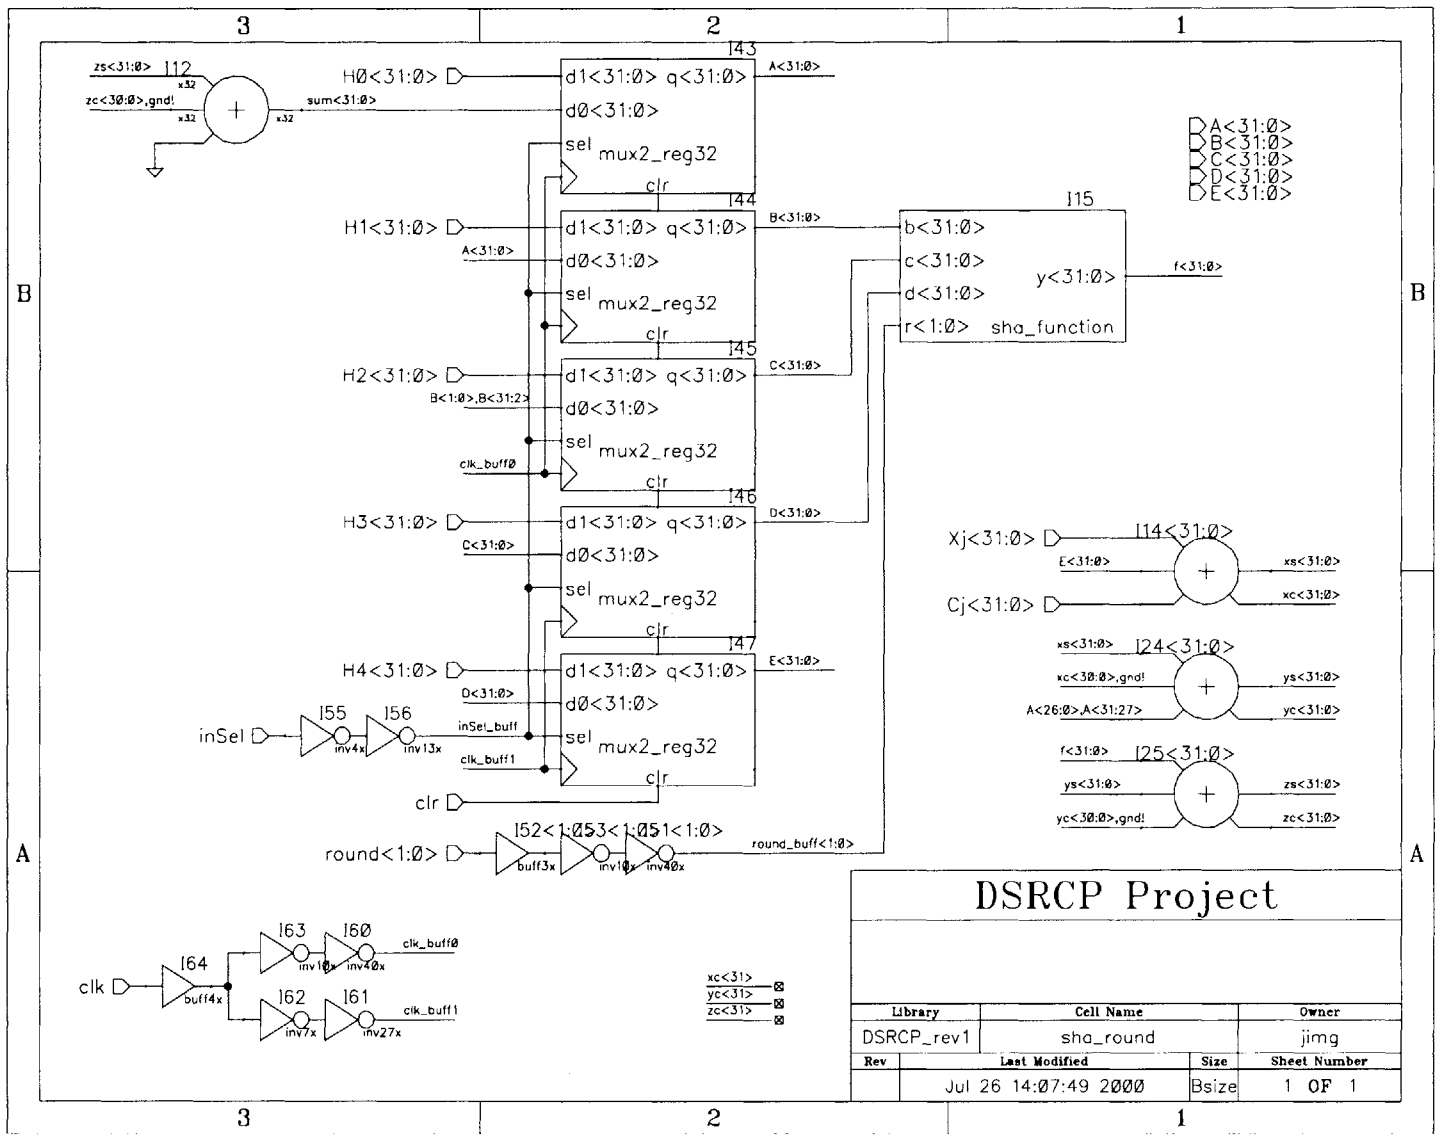 3 2 1
zs<31:0> I12
x32
zc<30:0>,gnd!
x32
+
sum<31:0>
x32
H0<31:0>
I43
d1<31:0> q<31:0>
A<31:0>
d0<31:0>
sel
mux2_reg32
clr
H1<31:0>
A<31:0>
I44
d1<31:0> q<31:0>
B<31:0>
d0<31:0>
sel
mux2_reg32
clr
H2<31:0>
B<1:0>,B<31:2>
clk_buff0
I45
d1<31:0> q<31:0>
C<31:0>
d0<31:0>
sel
mux2_reg32
clr
H3<31:0>
C<31:0>
I46
d1<31:0> q<31:0>
D<31:0>
d0<31:0>
sel
mux2_reg32
clr
H4<31:0>
D<31:0>
I47
d1<31:0> q<31:0>
E<31:0>
d0<31:0>
sel
mux2_reg32
clr
inSel
I55 I56
inv4x inv13x
inSel_buff
clk_buff1
clr
round<1:0>
I52<1:0> I53<1:0> I51<1:0>
buff3x inv10x inv40x
round_buff<1:0>
A<31:0>
B<31:0>
C<31:0>
D<31:0>
E<31:0>
I15
b<31:0>
c<31:0>
y<31:0>
f<31:0>
d<31:0>
r<1:0> sha_function
B B
Xj<31:0>
I14<31:0>
E<31:0>
+
xs<31:0>
Cj<31:0>
xc<31:0>
xs<31:0>
I24<31:0>
xc<30:0>,gnd!
+
ys<31:0>
A<26:0>,A<31:27>
yc<31:0>
f<31:0>
I25<31:0>
ys<31:0>
+
zs<31:0>
yc<30:0>,gnd!
zc<31:0>
A A
clk
I64
buff4x
I63 I60
inv10x inv40x
clk_buff0
I62 I61
inv7x inv27x
clk_buff1
xc<31>
yc<31>
zc<31>
DSRCP Project
Library Cell Name Owner
DSRCP_rev1 sha_round jimg
Rev Last Modified Size Sheet Number
Jul 26 14:07:49 2000 Bsize 1 OF 1
3 2 1